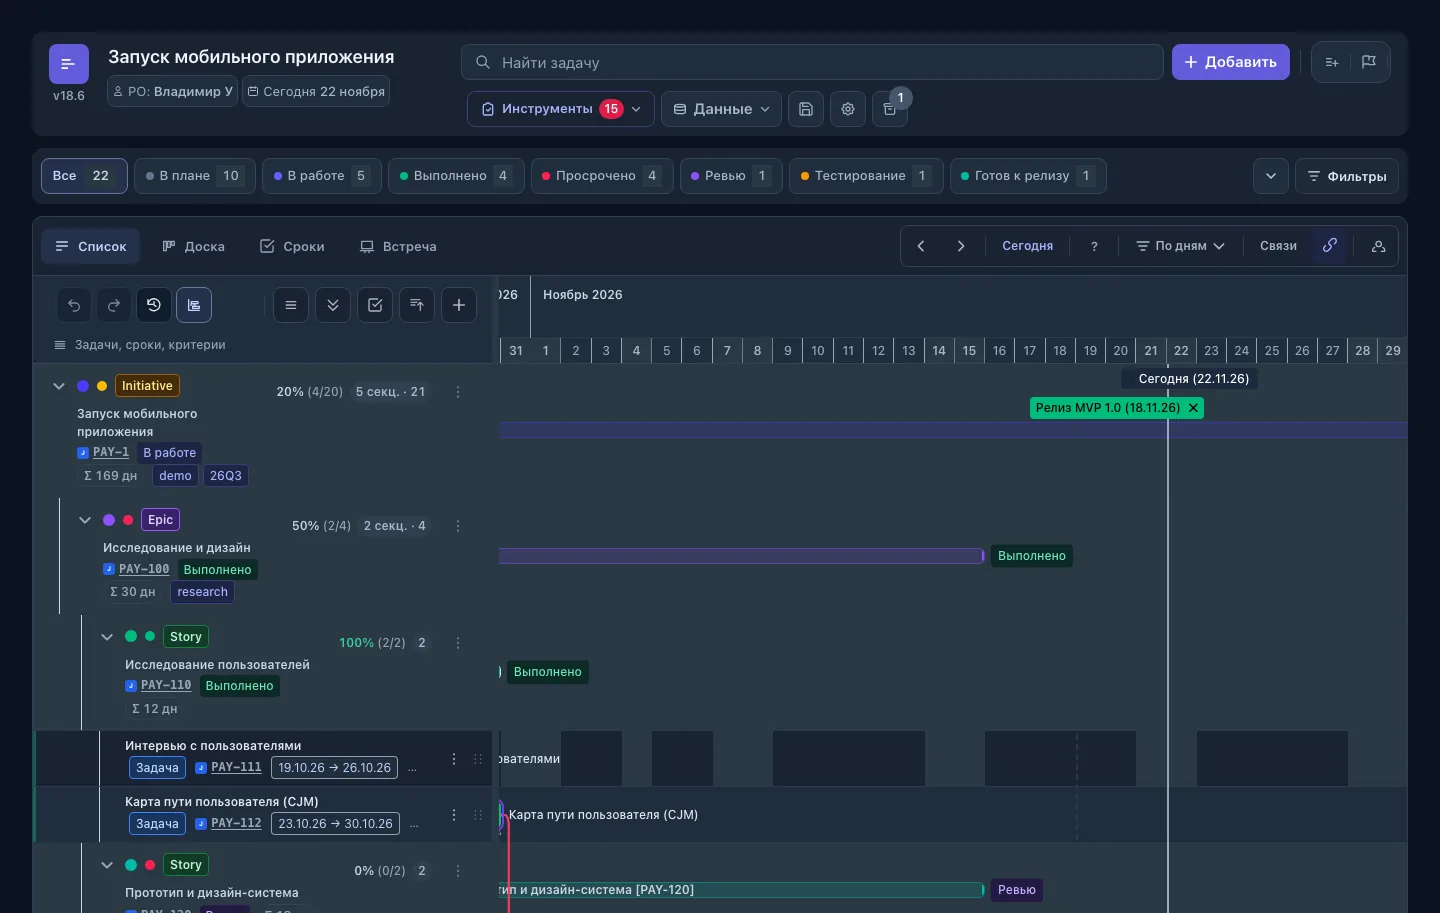 Запуск мобильного приложения
Найти задачу
Добавить
v18.6
PO: Владимир У
Сегодня 22 ноября
Инструменты 15
Данные
1
Все 22
В плане 10
В работе 5
Выполнено 4
Просрочено 4
Ревью 1
Тестирование 1
Готов к релизу 1
Фильтры
Список
Доска
Сроки
Встреча
Сегодня
?
По дням
Связи
Задачи, сроки, критерии
026
Ноябрь 2026
31 1 2 3 4 5 6 7 8 9 10 11 12 13 14 15 16 17 18 19 20 21 22 23 24 25 26 27 28 29
Сегодня (22.11.26)
Релиз MVP 1.0 (18.11.26) ✕
Initiative
20% (4/20) 5 секц. · 21
Запуск мобильного
приложения
PAY-1 В работе
Σ 169 дн demo 26Q3
Epic
50% (2/4) 2 секц. · 4
Исследование и дизайн
PAY-100 Выполнено
Σ 30 дн research
Выполнено
Story
100% (2/2) 2
Исследование пользователей
PAY-110 Выполнено
Σ 12 дн
Выполнено
Интервью с пользователями
Задача PAY-111 19.10.26 → 26.10.26 ...
ователями
Карта пути пользователя (CJM)
Задача PAY-112 23.10.26 → 30.10.26 ...
Карта пути пользователя (CJM)
Story
0% (0/2) 2
Прототип и дизайн-система
тип и дизайн-система [PAY-120]
Ревью